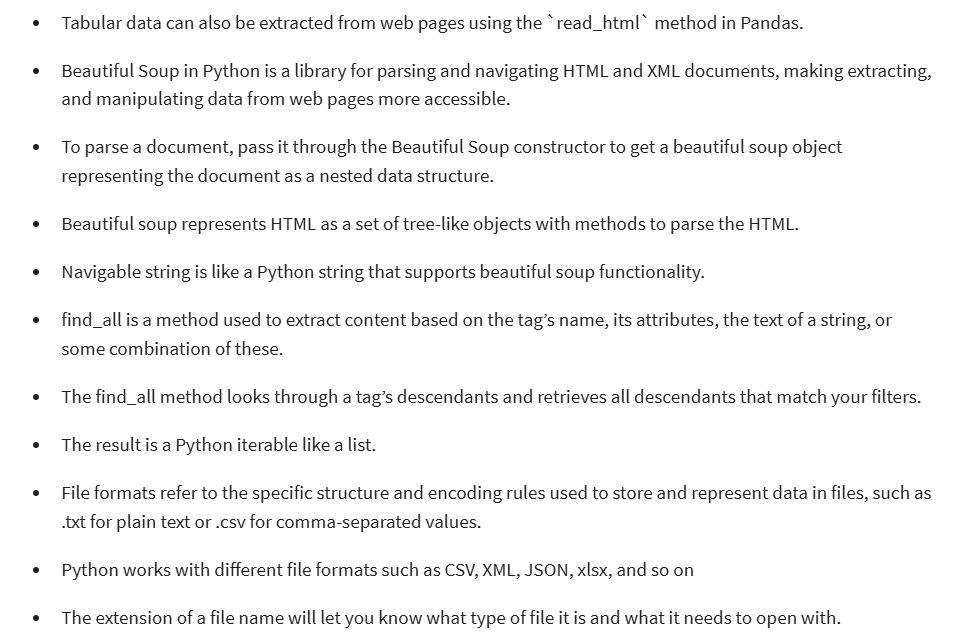 • Tabular data can also be extracted from web pages using the `read_html` method in Pandas.
• Beautiful Soup in Python is a library for parsing and navigating HTML and XML documents, making extracting,
and manipulating data from web pages more accessible.
• To parse a document, pass it through the Beautiful Soup constructor to get a beautiful soup object
representing the document as a nested data structure.
• Beautiful soup represents HTML as a set of tree-like objects with methods to parse the HTML.
• Navigable string is like a Python string that supports beautiful soup functionality.
• find_all is a method used to extract content based on the tag’s name, its attributes, the text of a string, or
some combination of these.
• The find_all method looks through a tag’s descendants and retrieves all descendants that match your filters.
• The result is a Python iterable like a list.
• File formats refer to the specific structure and encoding rules used to store and represent data in files, such as
.txt for plain text or .csv for comma-separated values.
• Python works with different file formats such as CSV, XML, JSON, xlsx, and so on
• The extension of a file name will let you know what type of file it is and what it needs to open with.